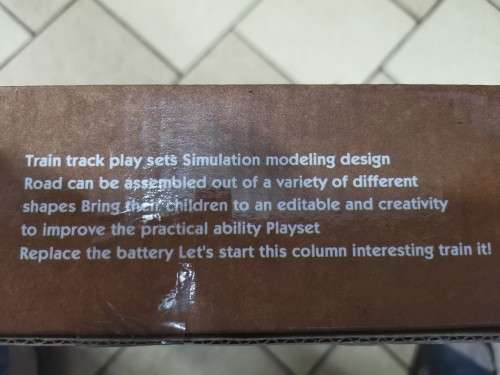 Train track play sets Simulation modeling design
Road can be assembled out of a variety of different
shapes Bring their children to an editable and creativity
to improve the practical ability Playset
Replace the battery Let's start this column interesting train it!